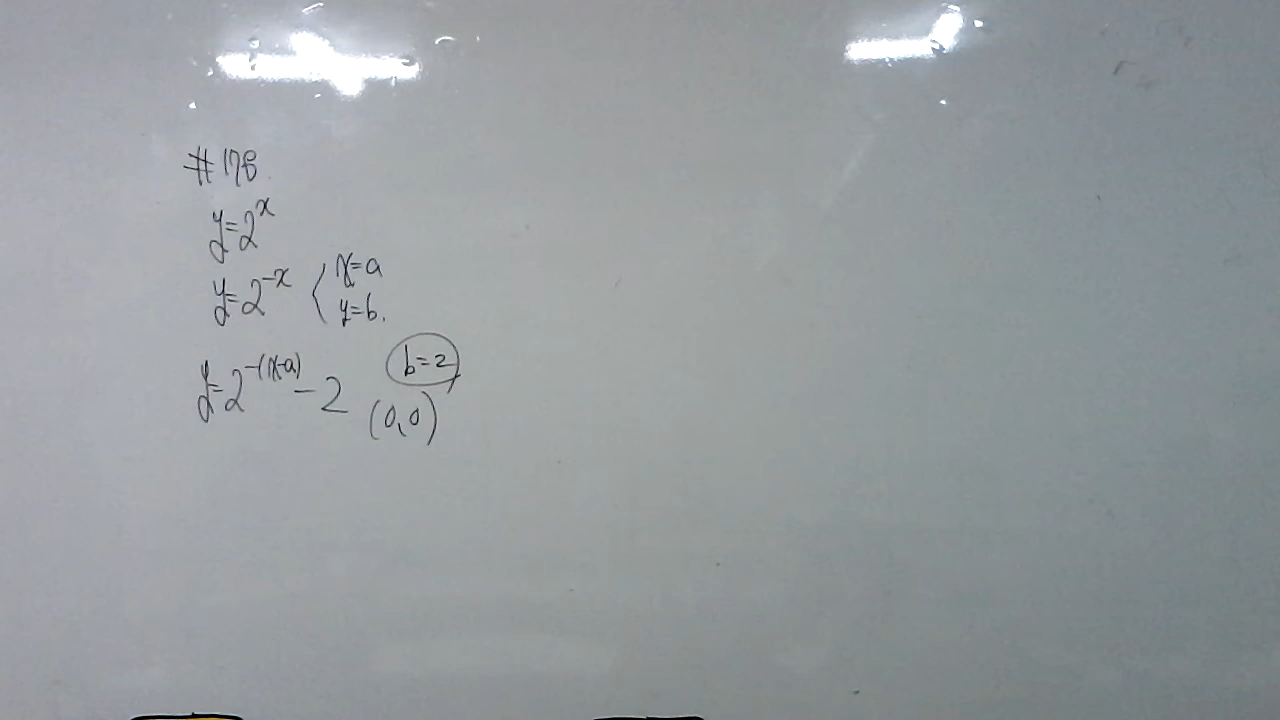 #178
y=2^x
y=2^-x < x=a
y=b.
y=2^-(x-a) -2
b=2
(0,0)